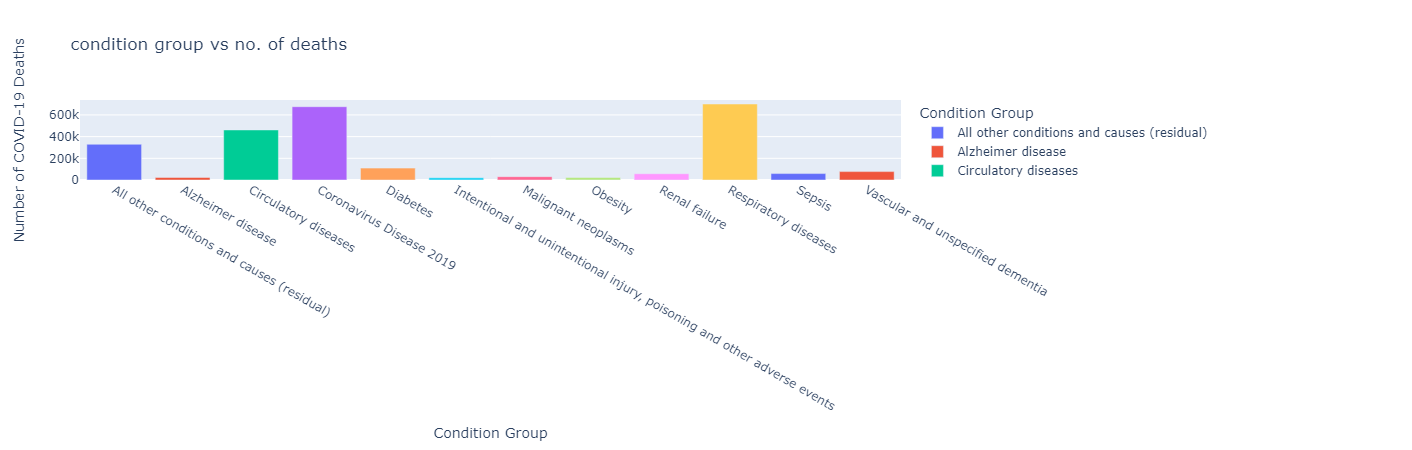 condition group vs no. of deaths
Number of COVID-19 Deaths
600k
400k
200k
0
All other conditions and causes (residual)
Alzheimer disease
Circulatory diseases
Coronavirus Disease 2019
Diabetes
Intentional and unintentional injury, poisoning and other adverse events
Malignant neoplasms
Obesity
Renal failure
Respiratory diseases
Sepsis
Vascular and unspecified dementia
Condition Group
Condition Group
All other conditions and causes (residual)
Alzheimer disease
Circulatory diseases